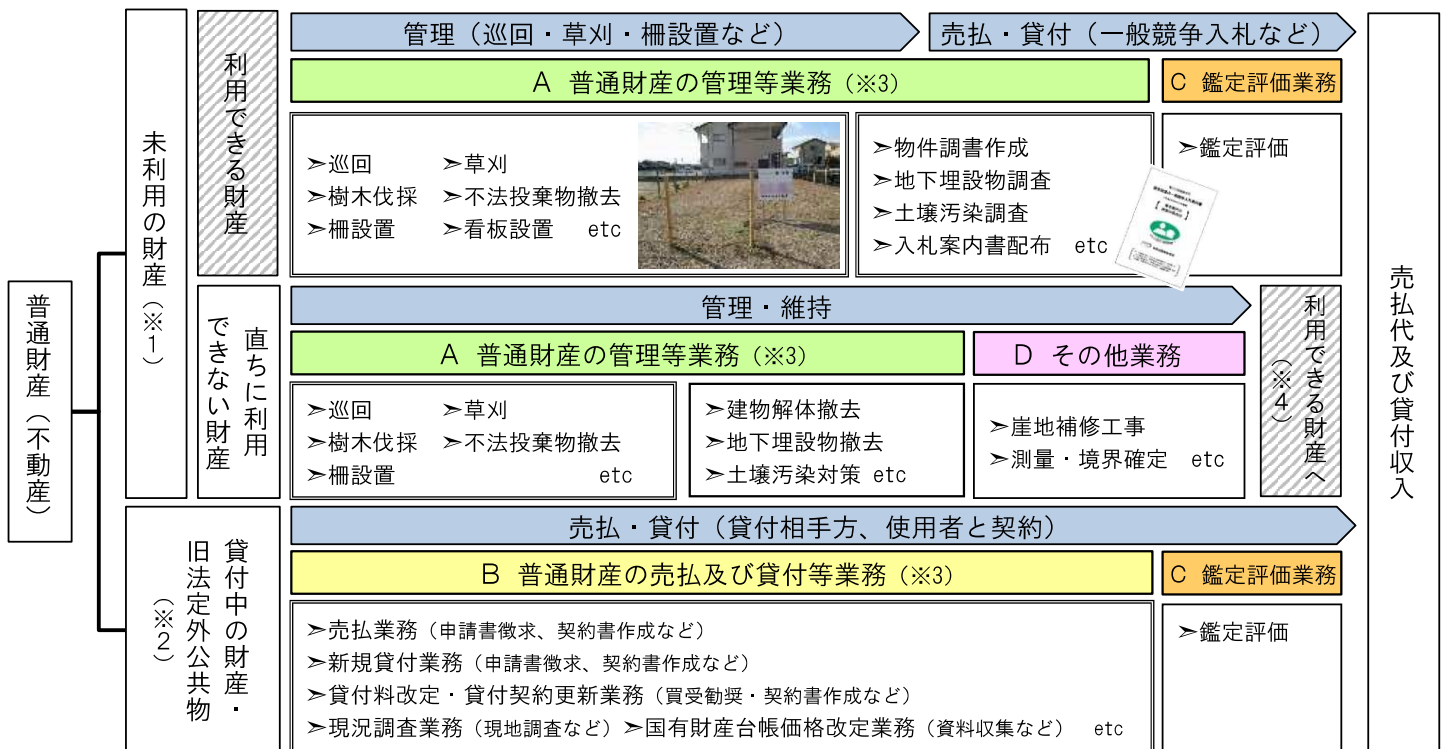 普通財産（不動産）
未利用の財産（※1）
利用できる財産
管理（巡回・草刈・柵設置など）
売払・貸付（一般競争入札など）
A 普通財産の管理等業務（※3）
C 鑑定評価業務
➢巡回 ➢草刈
➢樹木伐採 ➢不法投棄物撤去
➢柵設置 ➢看板設置 etc
➢物件調書作成
➢地下埋設物調査
➢土壌汚染調査
➢入札案内書配布 etc
➢鑑定評価
直ちに利用
できない財産
管理・維持
A 普通財産の管理等業務（※3）
D その他業務
➢巡回 ➢草刈
➢樹木伐採 ➢不法投棄物撤去
➢柵設置 etc
➢建物解体撤去
➢地下埋設物撤去
➢土壌汚染対策 etc
➢崖地補修工事
➢測量・境界確定 etc
利用できる財産へ
（※4）
貸付中の財産・
旧法定外公共物
（※2）
売払・貸付（貸付相手方、使用者と契約）
B 普通財産の売払及び貸付等業務（※3）
C 鑑定評価業務
➢売払業務（申請書徴求、契約書作成など）
➢新規貸付業務（申請書徴求、契約書作成など）
➢貸付料改定・貸付契約更新業務（買受勧奨・契約書作成など）
➢現況調査業務（現地調査など）➢国有財産台帳価格改定業務（資料収集など） etc
➢鑑定評価
売払代及び貸付収入